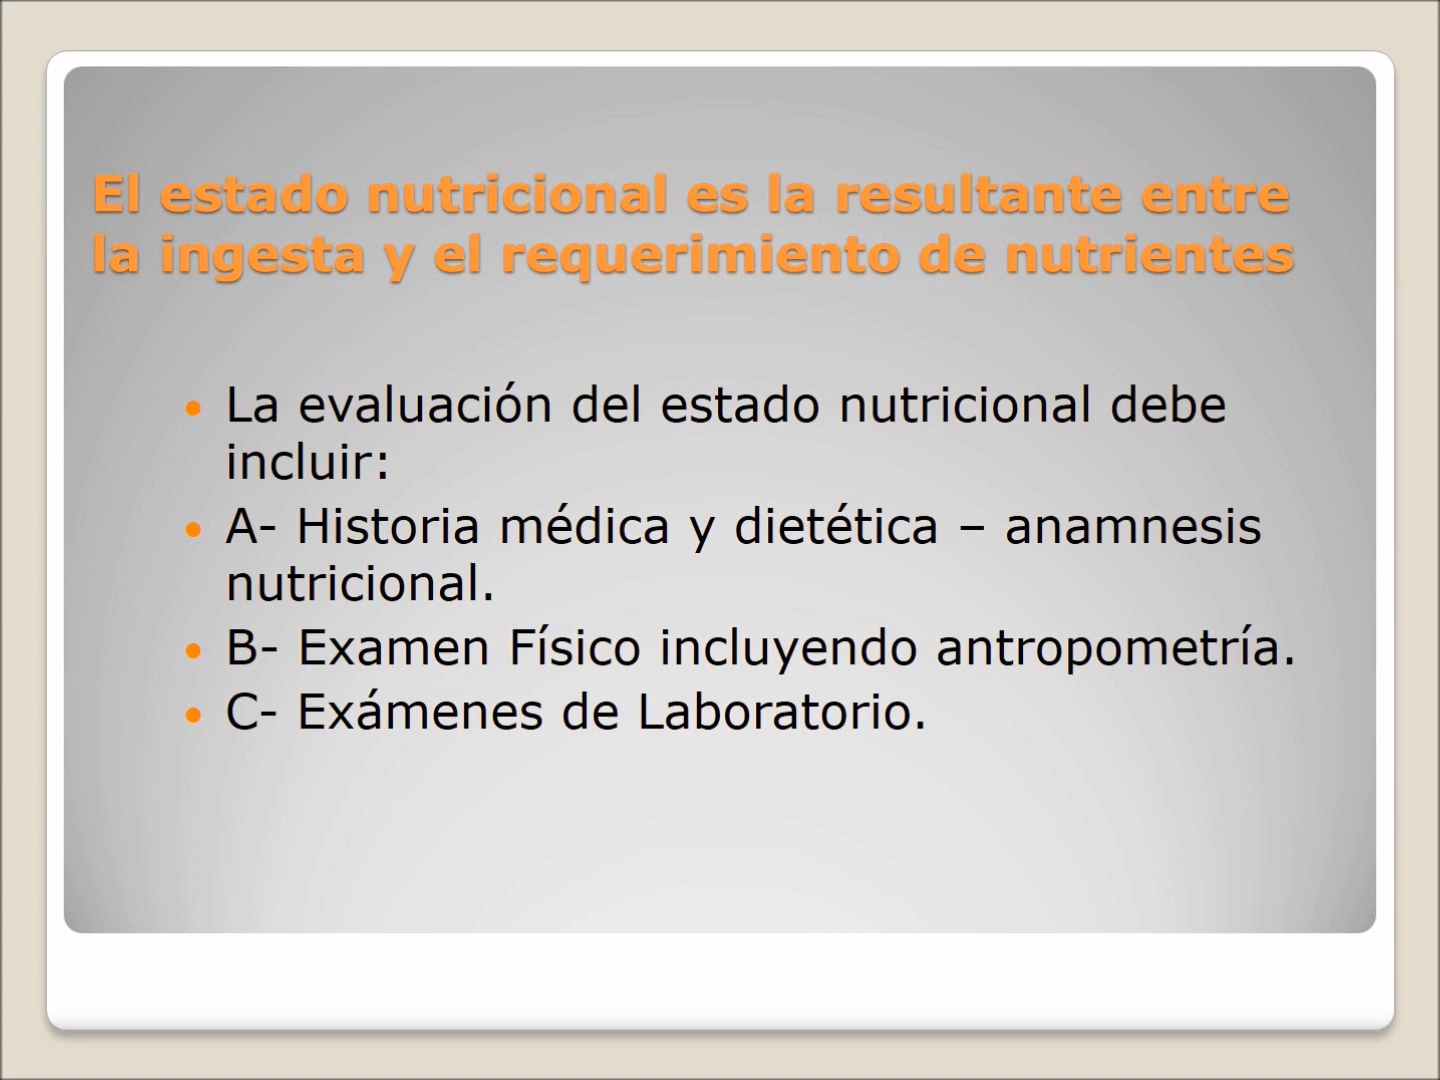 El estado nutricional es la resultante entre
la ingesta y el requerimiento de nutrientes
• La evaluación del estado nutricional debe
incluir:
• A- Historia médica y dietética – anamnesis
nutricional.
• B- Examen Físico incluyendo antropometría.
• C- Exámenes de Laboratorio.